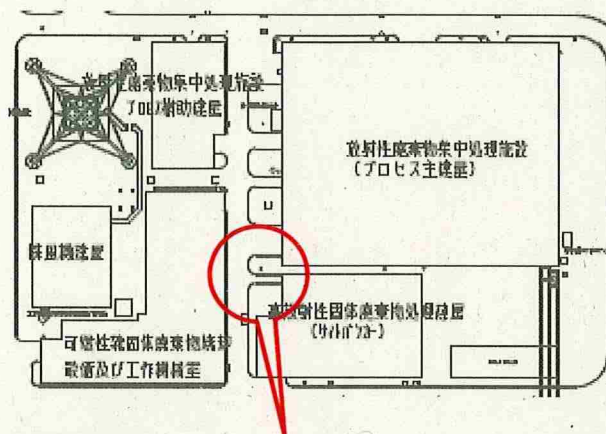 放射性廃棄物集中処理施設
プロセス補助建屋
放射性廃棄物集中処理施設
(プロセス主建屋)
排風機建屋
高線放射性固体廃棄物処理建屋
(サイトバンカー)
可燃性雑固体廃棄物焼却
設備及び工作機械室